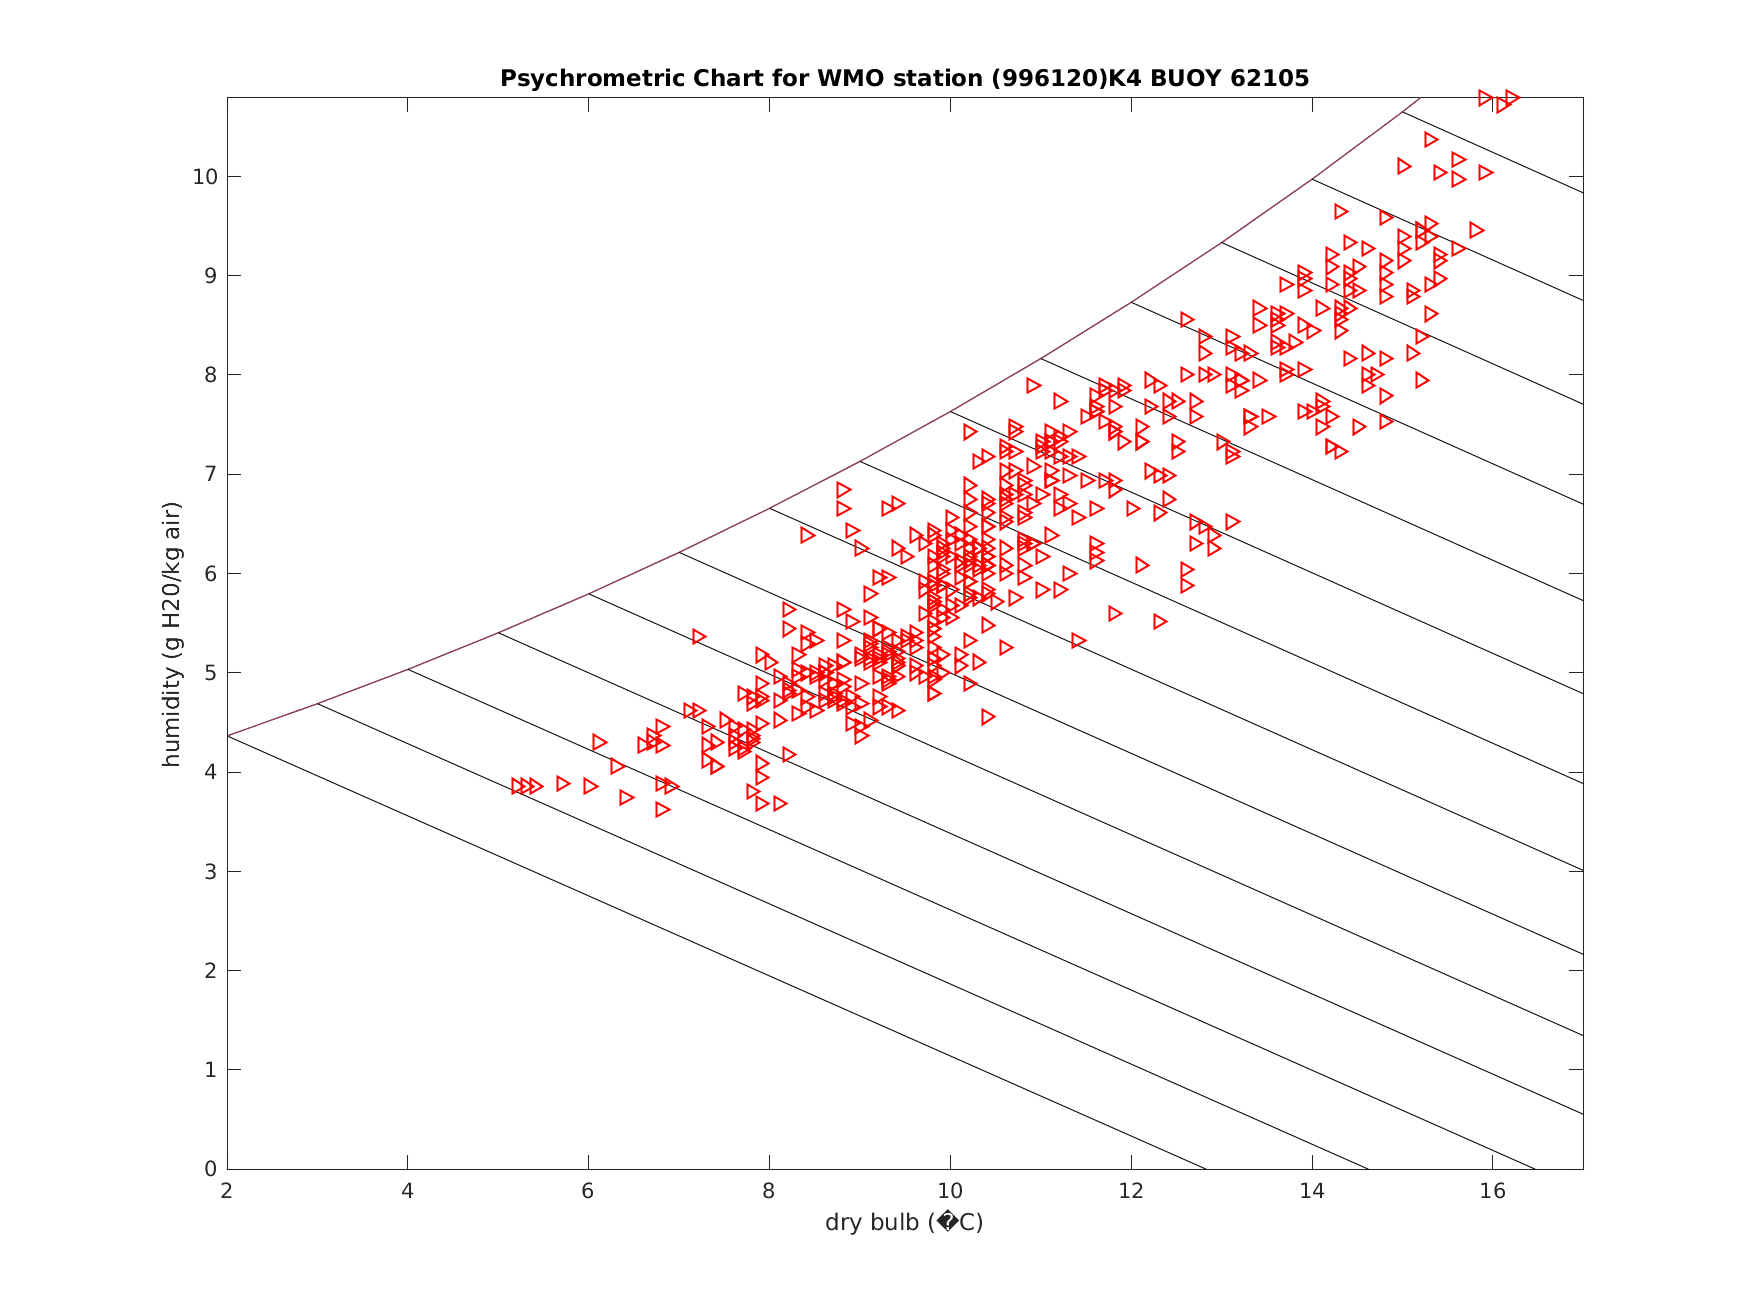 Psychrometric Chart for WMO station (996120)K4 BUOY 62105
humidity (g H20/kg air)
10
9
8
7
6
5
4
3
2
1
0
2 4 6 8 10 12 14 16
dry bulb (�C)